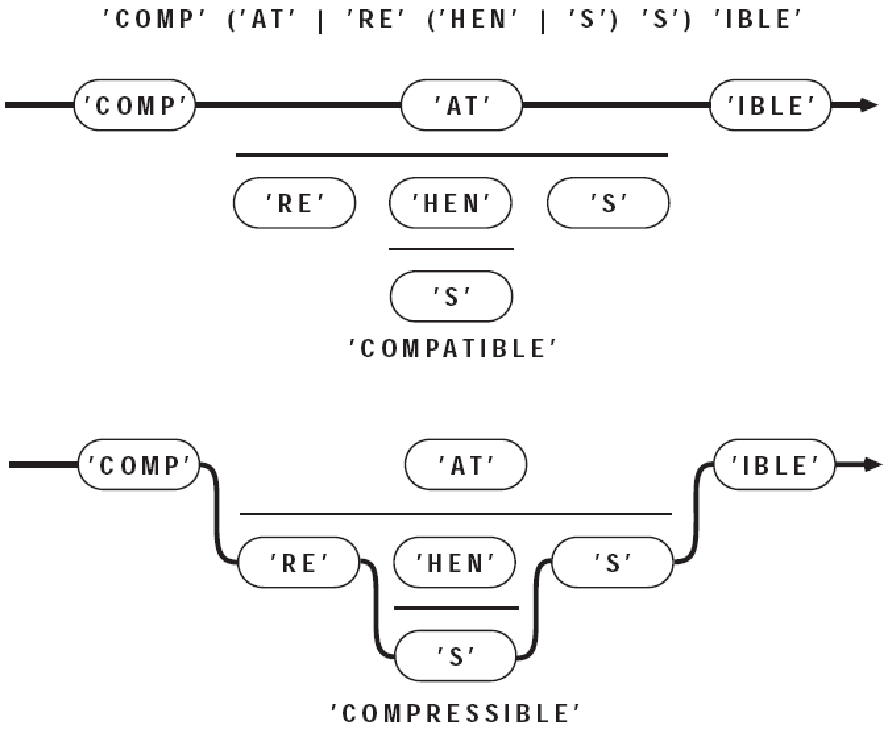 'COMP' ('AT' | 'RE' ('HEN' | 'S') 'S') 'IBLE'
'COMP' 'AT' 'IBLE'
'RE' 'HEN' 'S'
'S'
'COMPATIBLE'
'COMP' 'AT' 'IBLE'
'RE' 'HEN' 'S'
'S'
'COMPRESSIBLE'